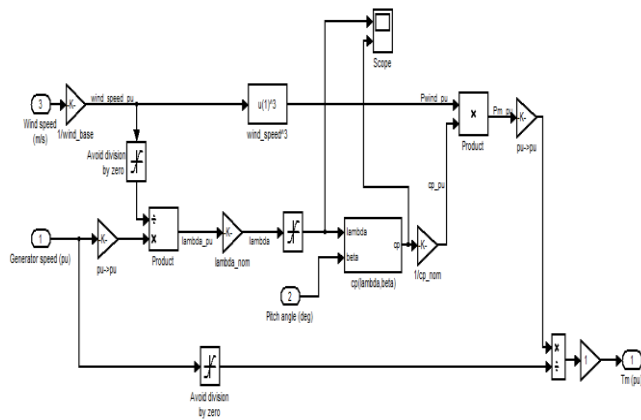 Scope
3
Wind speed
(m/s)
-K-
1/wind_base
wind_speed_pu
u(1)^3
wind_speed^3
Pwind_pu
×
Product
Pm_pu
-K-
pu->pu
Avoid division
by zero
cp_pu
1
Generator speed (pu)
-K-
pu->pu
÷
×
Product
lambda_pu
-K-
lambda_nom
lambda
lambda
beta
cp
cp(lambda,beta)
-K-
1/cp_nom
2
Pitch angle (deg)
Avoid division
by zero
×
÷
1
1
Tm (pu)